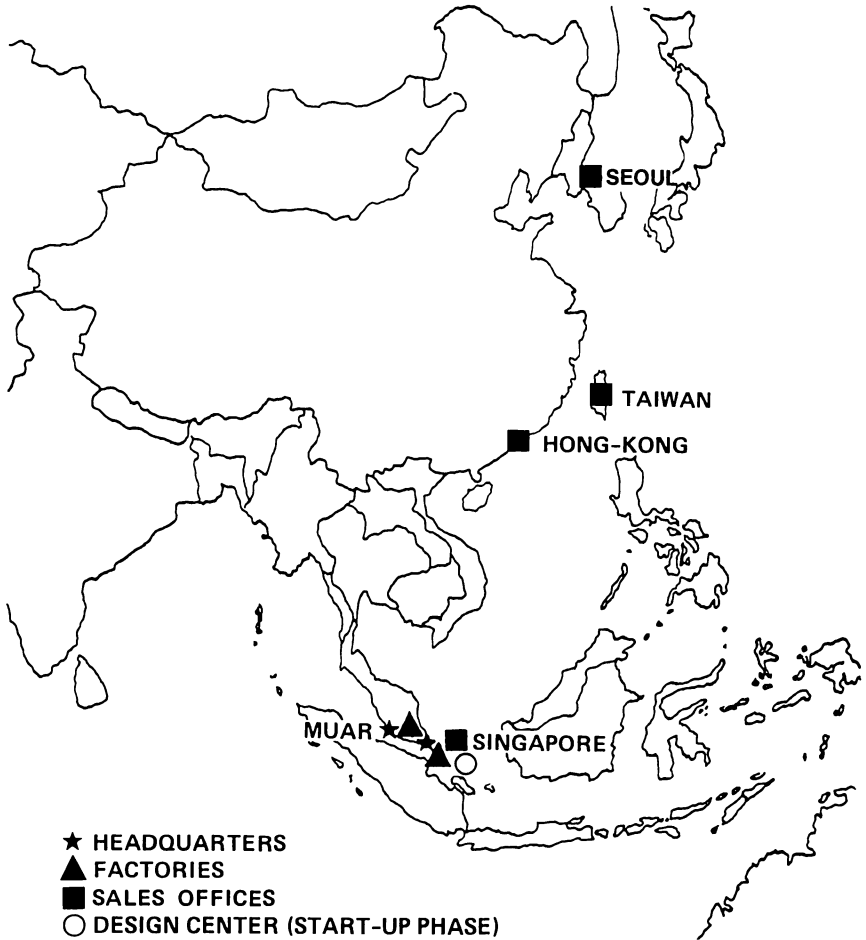 SEOUL
TAIWAN
HONG-KONG
MUAR
SINGAPORE
HEADQUARTERS
FACTORIES
SALES OFFICES
DESIGN CENTER (START-UP PHASE)